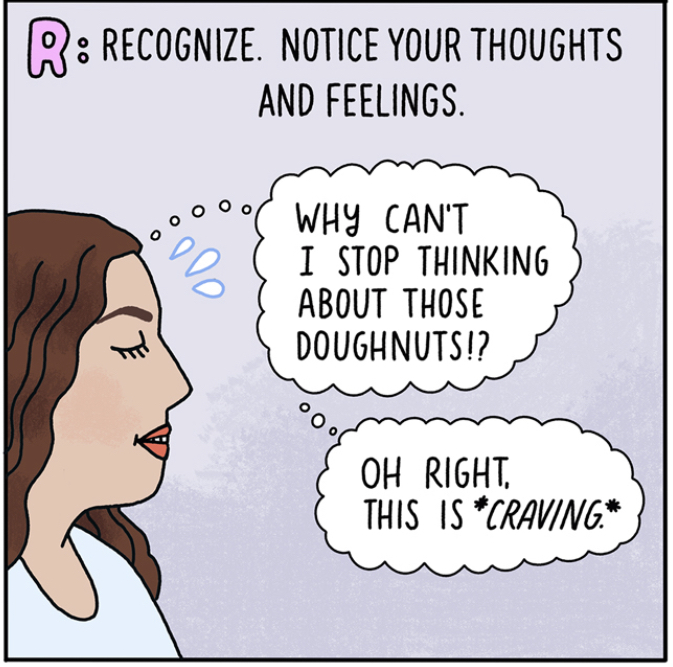 R: RECOGNIZE. NOTICE YOUR THOUGHTS
AND FEELINGS.
WHY CAN'T
I STOP THINKING
ABOUT THOSE
DOUGHNUTS!?
OH RIGHT,
THIS IS *CRAVING.*